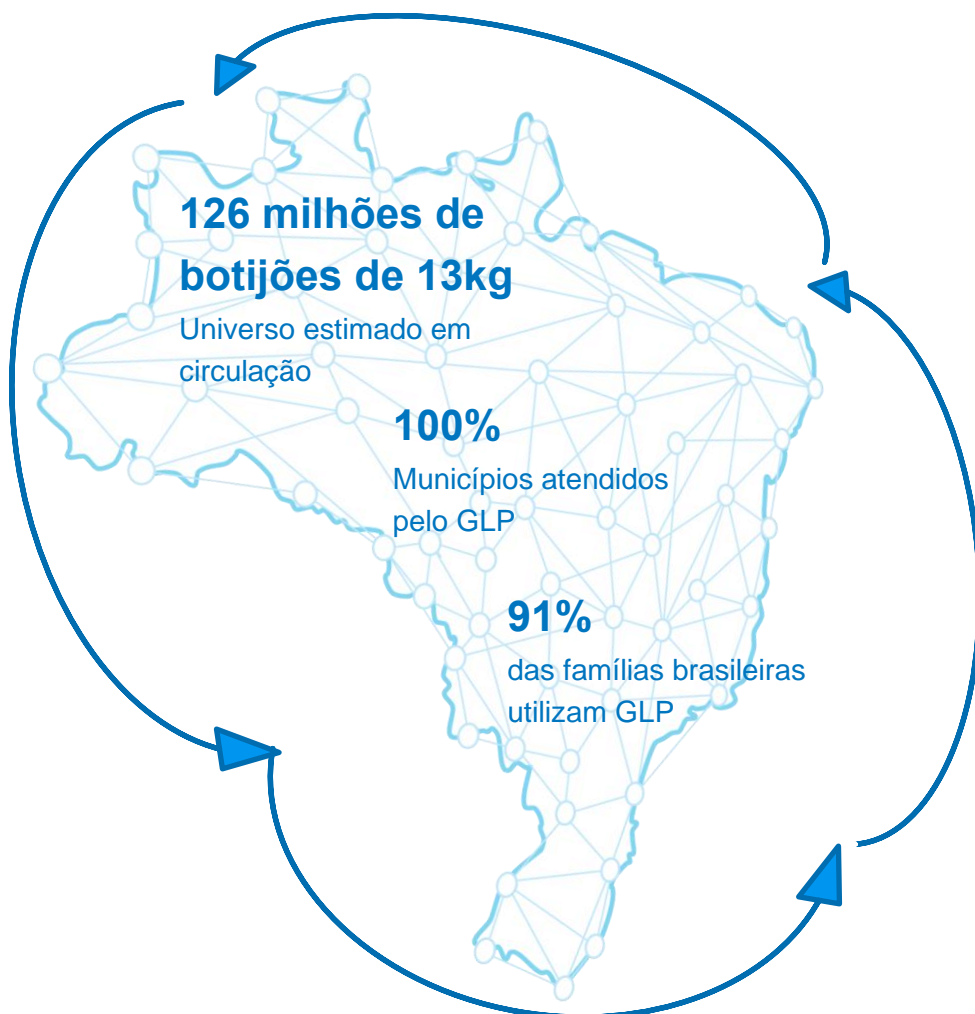 126 milhões de
botijões de 13kg
Universo estimado em
circulação
100%
Municípios atendidos
pelo GLP
91%
das famílias brasileiras
utilizam GLP